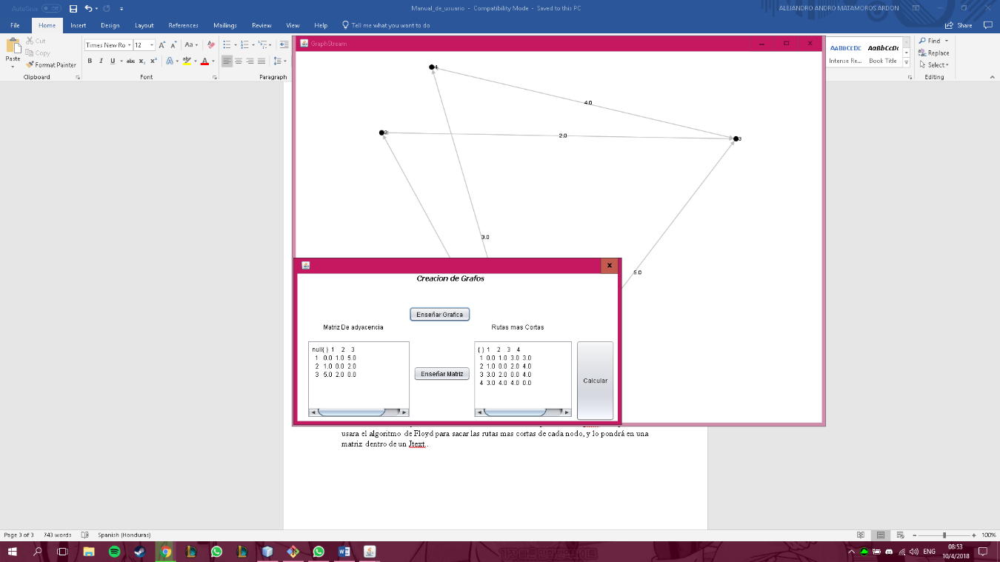 AutoSave Off
Manual_de_usuario - Compatibility Mode - Saved to this PC
ALEJANDRO ANDRO MATAMOROS ARDON
File Home Insert Design Layout References Mailings Review View Help Tell me what you want to do Share
Paste
Cut
Copy
Format Painter
Clipboard
Times New Ro 12
Font
Paragraph
AABBCCDC AaBbCcDc
Intense Re... Book Title
Find
Replace
Select
Editing
GraphStream
4
4.0
2
2.0
3
3.0
5.0
Creacion de Grafos
Enseñar Grafica
Matriz De adyacencia
Rutas mas Cortas
null{ } 1 2 3
1 0.0 1.0 5.0
2 1.0 0.0 2.0
3 5.0 2.0 0.0
Enseñar Matriz
{ } 1 2 3 4
1 0.0 1.0 3.0 3.0
2 1.0 0.0 2.0 4.0
3 3.0 2.0 0.0 4.0
4 3.0 4.0 4.0 0.0
Calcular
usara el algoritmo de Floyd para sacar las rutas mas cortas de cada nodo, y lo pondrá en una
matriz dentro de un Jtext..
Page 3 of 3 743 words Spanish (Honduras)
100%
ENG
08:53
10/4/2018